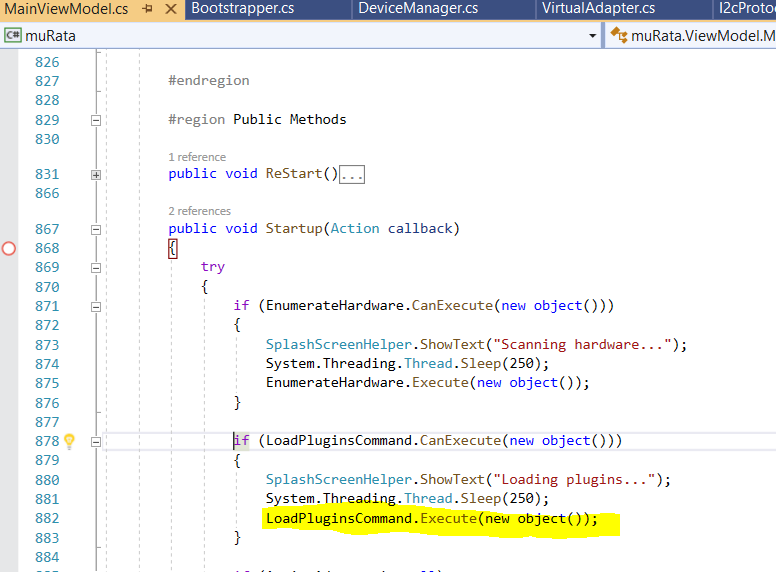 MainViewModel.cs Bootstrapper.cs DeviceManager.cs VirtualAdapter.cs I2cProto
C# muRata muRata.ViewModel.M
826
827 #endregion
828
829 #region Public Methods
830
1 reference
831 public void ReStart()...
866
2 references
867 public void Startup(Action callback)
868 {
869 try
870 {
871 if (EnumerateHardware.CanExecute(new object()))
872 {
873 SplashScreenHelper.ShowText("Scanning hardware...");
874 System.Threading.Thread.Sleep(250);
875 EnumerateHardware.Execute(new object());
876 }
877
878 if (LoadPluginsCommand.CanExecute(new object()))
879 {
880 SplashScreenHelper.ShowText("Loading plugins...");
881 System.Threading.Thread.Sleep(250);
882 LoadPluginsCommand.Execute(new object());
883 }
884